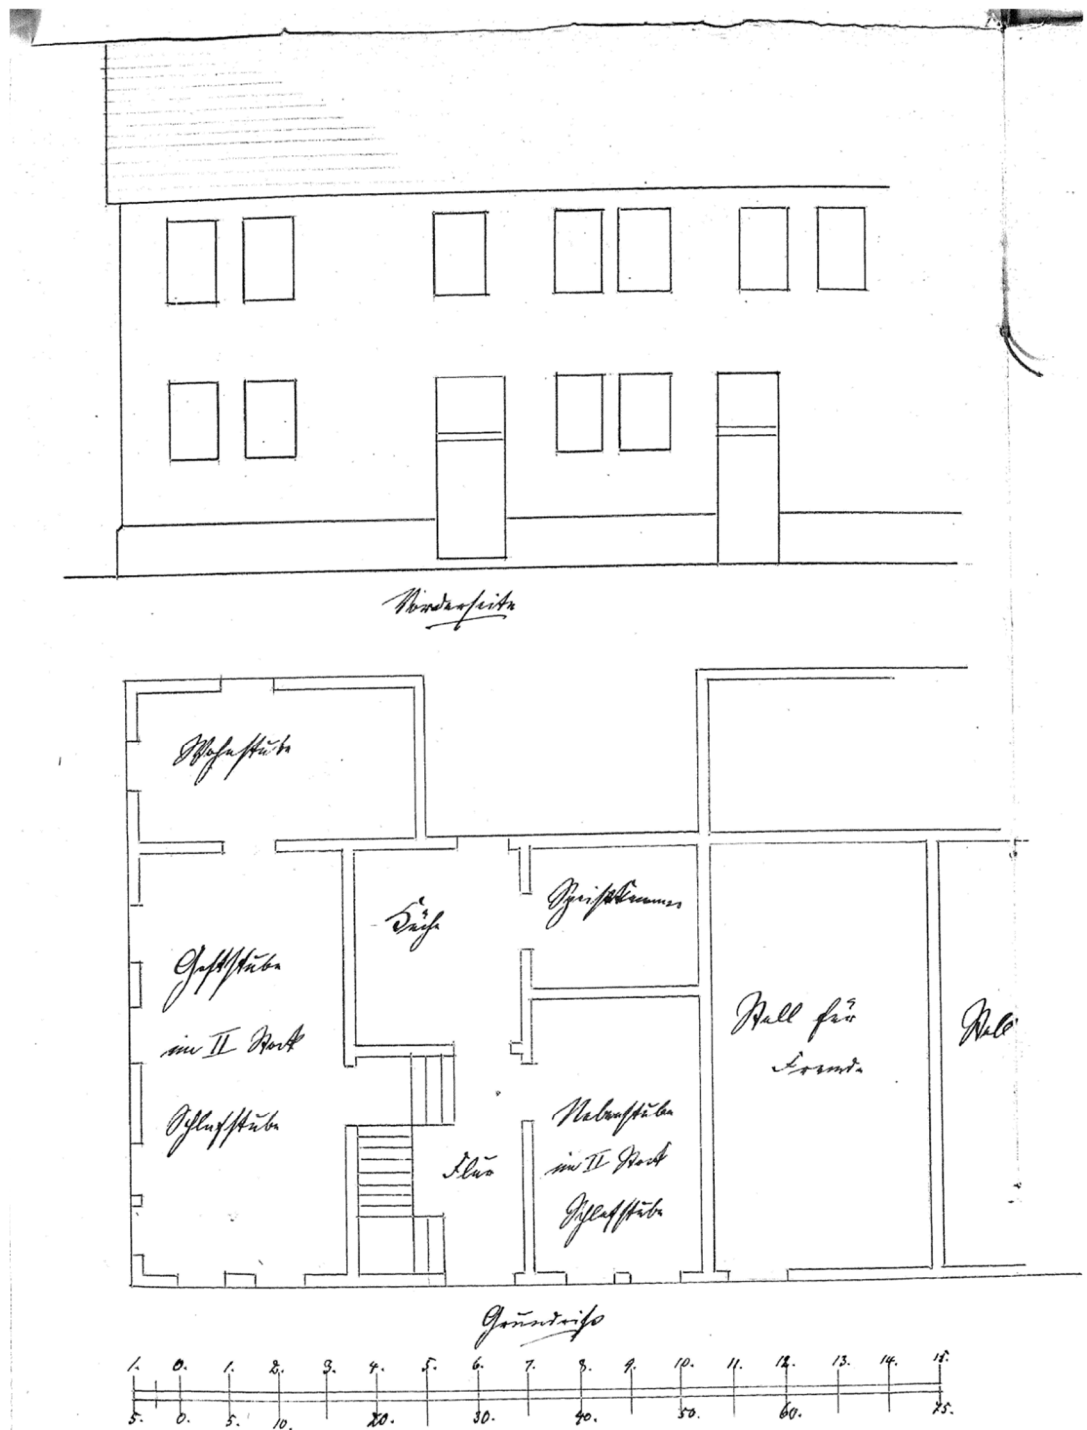 Vorderseite
Wohnstube
Küche
Speisekammer
Gaststube
im II Stock
Schlafstube
Stall für
Fremde
Stall
Nebenstube
im II Stock
Schlafstube
Flur
Grundriß
1. 0. 1. 2. 3. 4. 5. 6. 7. 8. 9. 10. 11. 12. 13. 14. 15.
5. 0. 5. 10. 20. 30. 40. 50. 60. 75.